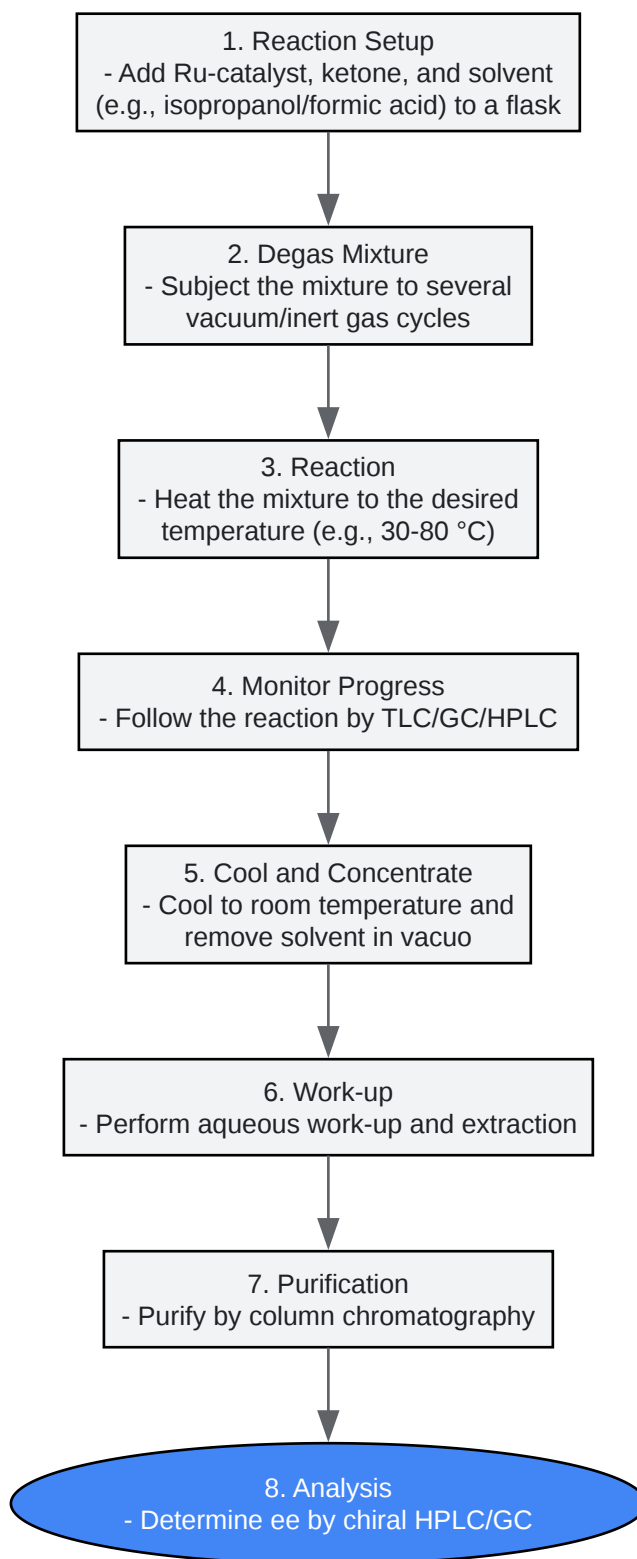 1. Reaction Setup
- Add Ru-catalyst, ketone, and solvent
(e.g., isopropanol/formic acid) to a flask
2. Degas Mixture
- Subject the mixture to several
vacuum/inert gas cycles
3. Reaction
- Heat the mixture to the desired
temperature (e.g., 30-80 °C)
4. Monitor Progress
- Follow the reaction by TLC/GC/HPLC
5. Cool and Concentrate
- Cool to room temperature and
remove solvent in vacuo
6. Work-up
- Perform aqueous work-up and extraction
7. Purification
- Purify by column chromatography
8. Analysis
- Determine ee by chiral HPLC/GC